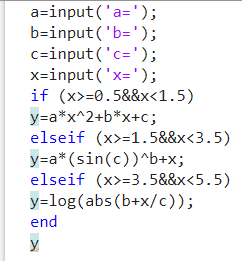 a=input('a=');
b=input('b=');
c=input('c=');
x=input('x=');
if (x>=0.5&&x<1.5)
y=a*x^2+b*x+c;
elseif (x>=1.5&&x<3.5)
y=a*(sin(c))^b+x;
elseif (x>=3.5&&x<5.5)
y=log(abs(b+x/c));
end
y